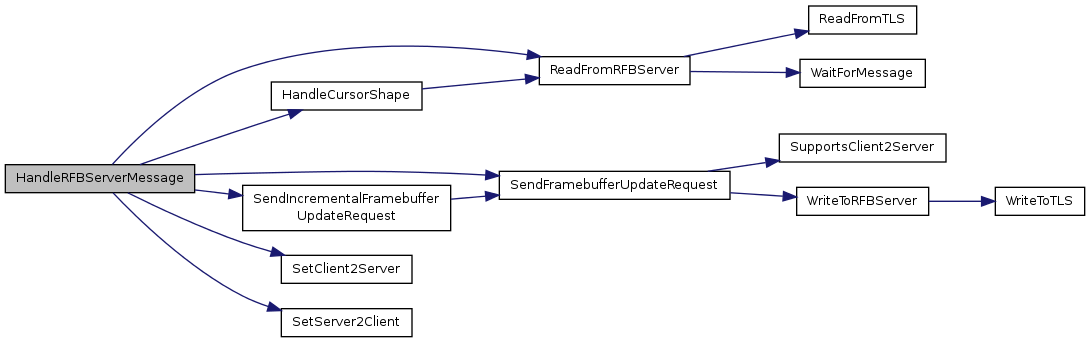 HandleRFBServerMessage
HandleCursorShape
SendIncrementalFramebuffer
UpdateRequest
SetClient2Server
SetServer2Client
ReadFromRFBServer
SendFramebufferUpdateRequest
ReadFromTLS
WaitForMessage
SupportsClient2Server
WriteToRFBServer
WriteToTLS